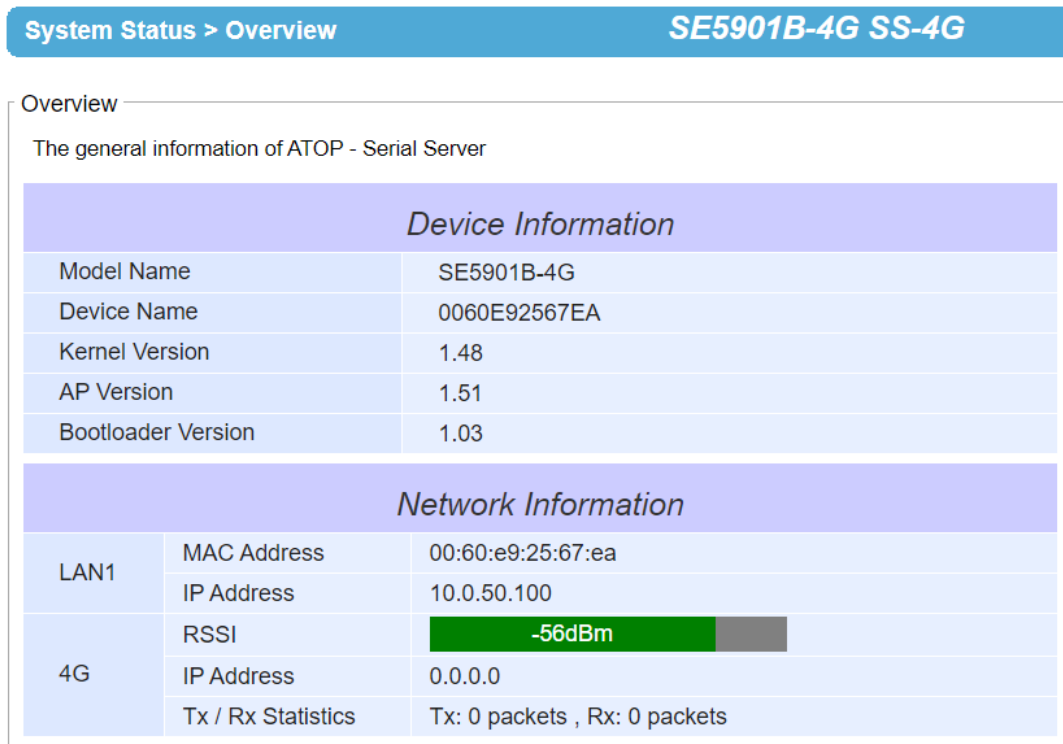 System Status > Overview SE5901B-4G SS-4G
Overview
The general information of ATOP - Serial Server
Device Information
Model Name SE5901B-4G
Device Name 0060E92567EA
Kernel Version 1.48
AP Version 1.51
Bootloader Version 1.03
Network Information
LAN1
MAC Address 00:60:e9:25:67:ea
IP Address 10.0.50.100
4G
RSSI -56dBm
IP Address 0.0.0.0
Tx / Rx Statistics Tx: 0 packets , Rx: 0 packets